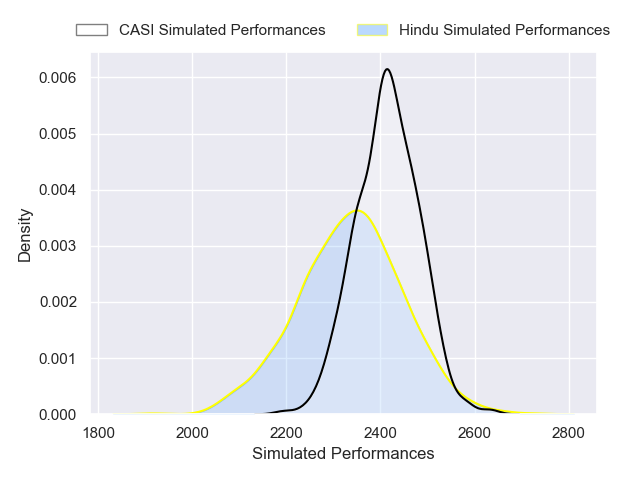 CASI Simulated Performances
Hindu Simulated Performances
0.006
0.005
0.004
0.003
0.002
0.001
0.000
Density
1800 2000 2200 2400 2600 2800
Simulated Performances